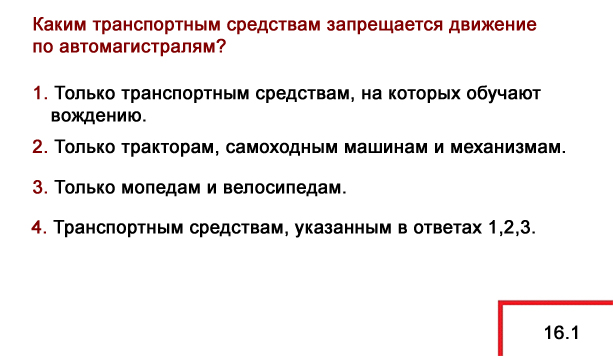 Каким транспортным средствам запрещается движение
по автомагистралям?
1. Только транспортным средствам, на которых обучают
вождению.
2. Только тракторам, самоходным машинам и механизмам.
3. Только мопедам и велосипедам.
4. Транспортным средствам, указанным в ответах 1,2,3.
16.1